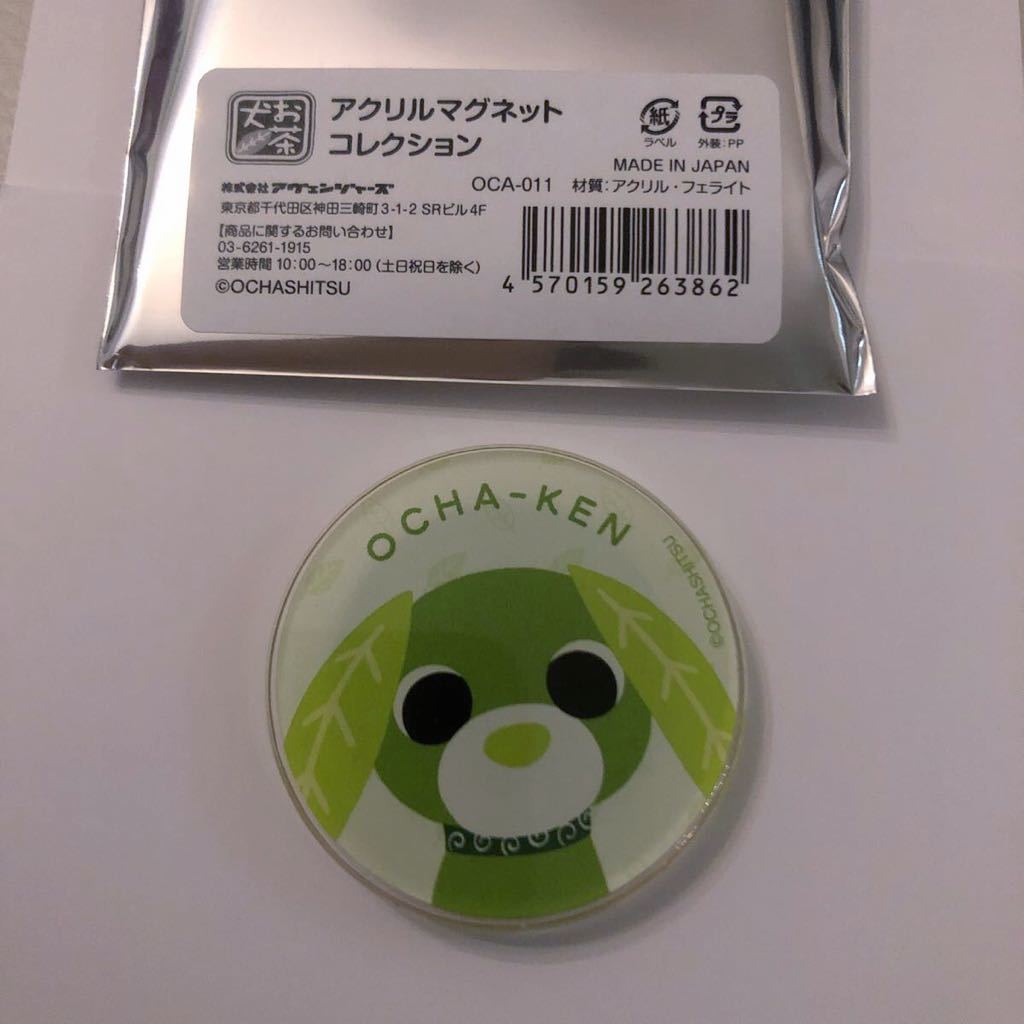 お茶犬
アクリルマグネット
コレクション
紙
ラベル
プラ
外装:PP
MADE IN JAPAN
株式会社アヴェンジャーズ
OCA-011 材質:アクリル・フェライト
東京都千代田区神田三崎町3-1-2 SRビル4F
【商品に関するお問い合わせ】
03-6261-1915
営業時間 10:00～18:00 (土日祝日を除く)
©OCHASHITSU
4 570159 263862
OCHA-KEN
©OCHASHITSU